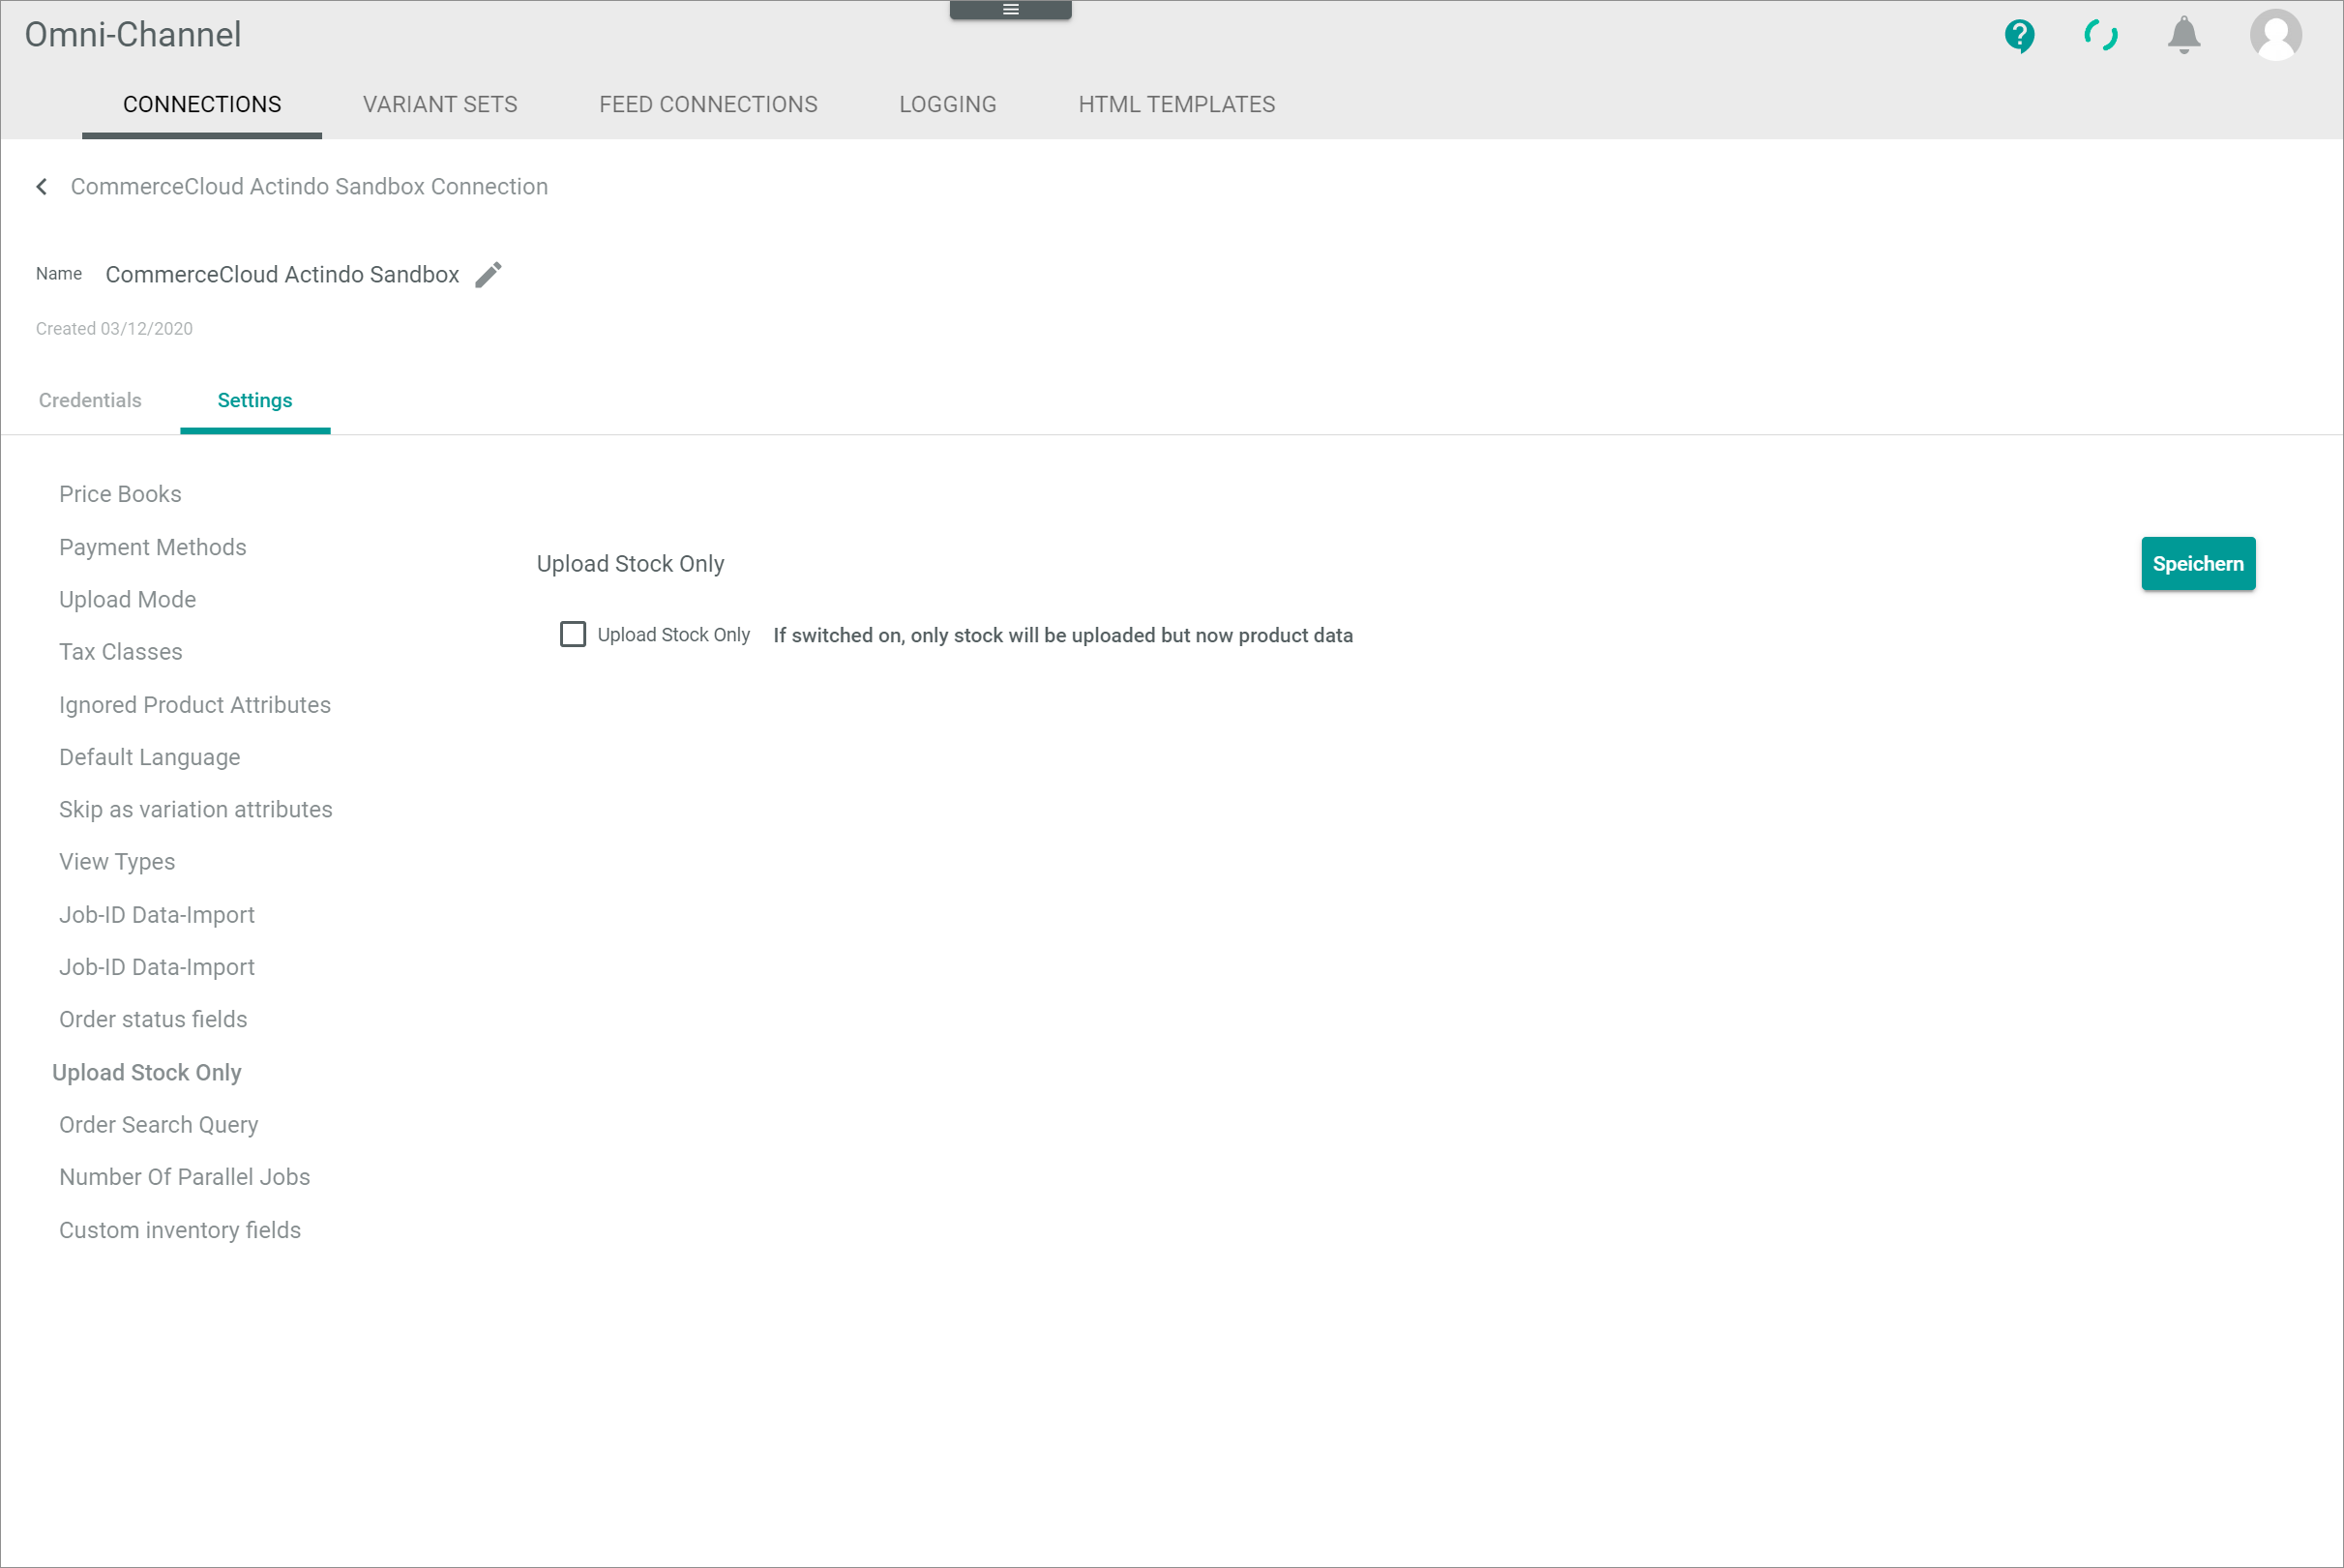 Omni-Channel
CONNECTIONS VARIANT SETS FEED CONNECTIONS LOGGING HTML TEMPLATES
CommerceCloud Actindo Sandbox Connection
Name CommerceCloud Actindo Sandbox
Created 03/12/2020
Credentials Settings
Price Books
Payment Methods
Upload Mode
Tax Classes
Ignored Product Attributes
Default Language
Skip as variation attributes
View Types
Job-ID Data-Import
Job-ID Data-Import
Order status fields
Upload Stock Only
Order Search Query
Number Of Parallel Jobs
Custom inventory fields
Upload Stock Only Speichern
Upload Stock Only If switched on, only stock will be uploaded but now product data